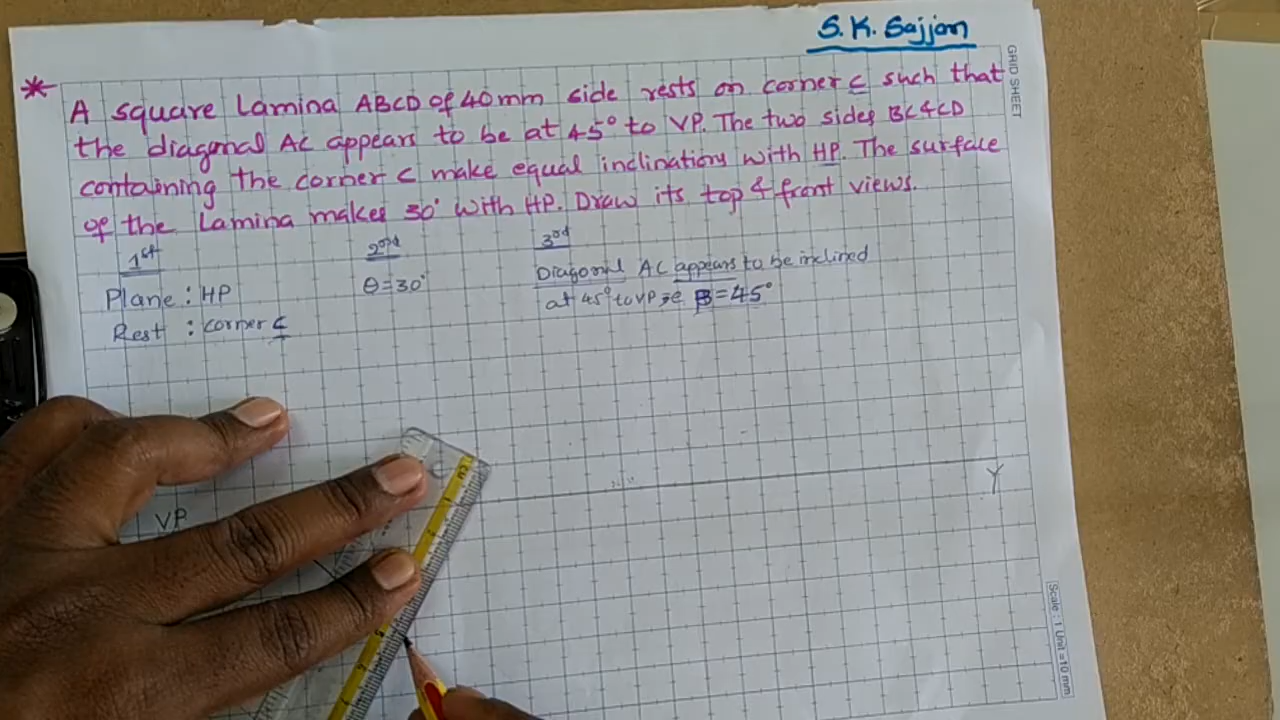 S. K. Sajjan
GRID SHEET
* A square Lamina ABCD of 40mm side rests on corner C such that
the diagonal AC appears to be at 45° to VP. The two sides BC & CD
containing the corner C make equal inclinations with HP. The surface
of the Lamina makes 30° with HP. Draw its top & front views.
1st
Plane : HP
Rest : corner C
2nd
θ = 30°
3rd
Diagonal AC appears to be inclined
at 45° to VP ie β = 45°
VP
Y
Scale : 1 Unit = 10 mm